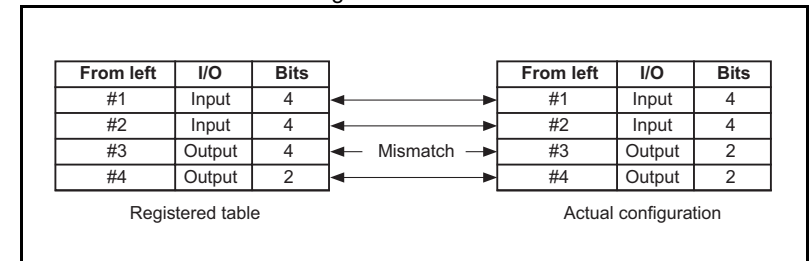 From left I/O Bits From left I/O Bits
#1 Input 4 #1 Input 4
#2 Input 4 #2 Input 4
#3 Output 4 Mismatch #3 Output 2
#4 Output 2 #4 Output 2
Registered table Actual configuration